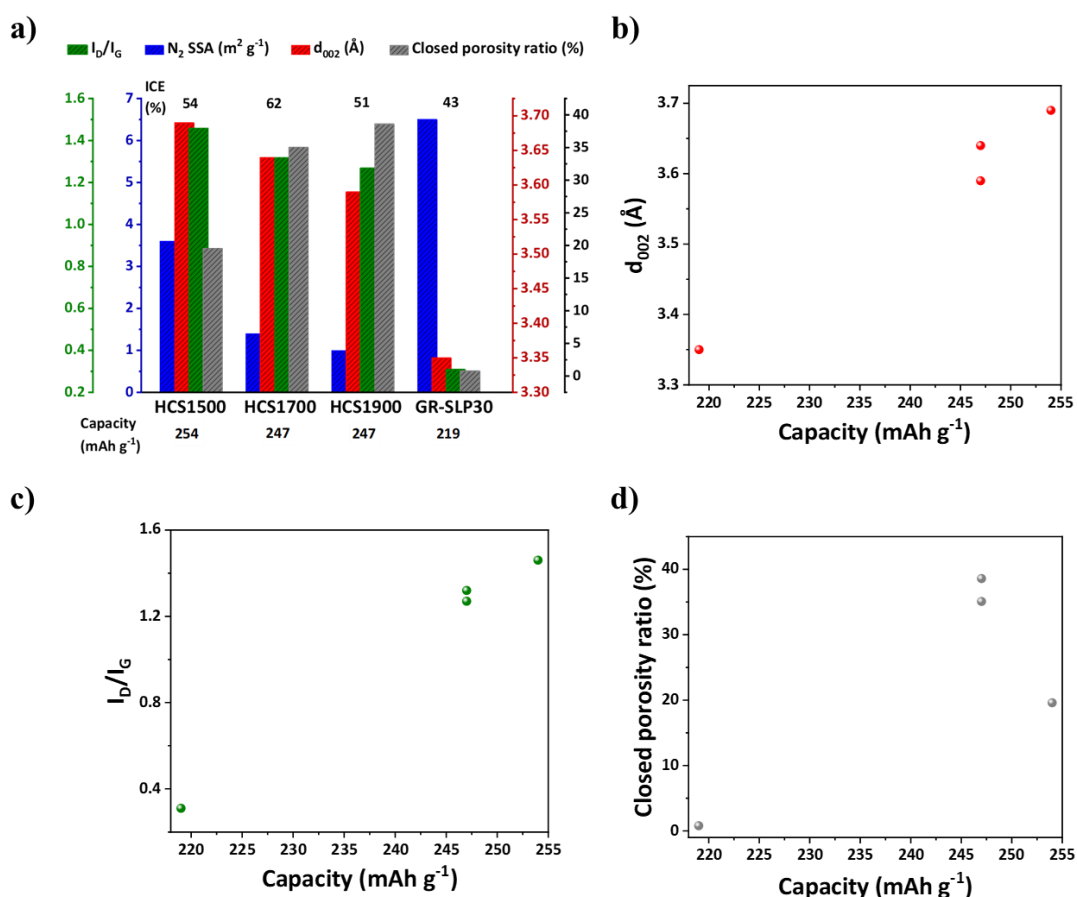 a)
I_D/I_G N₂ SSA (m² g⁻¹) d₀₀₂ (Å) Closed porosity ratio (%)
ICE (%) 54 62 51 43
1.6 1.4 1.2 1.0 0.8 0.6 0.4 0.2
7 6 5 4 3 2 1 0
3.70 3.65 3.60 3.55 3.50 3.45 3.40 3.35 3.30
40 35 30 25 20 15 10 5 0
HCS1500 HCS1700 HCS1900 GR-SLP30
Capacity (mAh g⁻¹) 254 247 247 219
b)
d₀₀₂ (Å)
3.7
3.6
3.5
3.4
3.3
220 225 230 235 240 245 250 255
Capacity (mAh g⁻¹)
c)
I_D/I_G
1.6
1.2
0.8
0.4
220 225 230 235 240 245 250 255
Capacity (mAh g⁻¹)
d)
Closed porosity ratio (%)
40
30
20
10
0
220 225 230 235 240 245 250 255
Capacity (mAh g⁻¹)